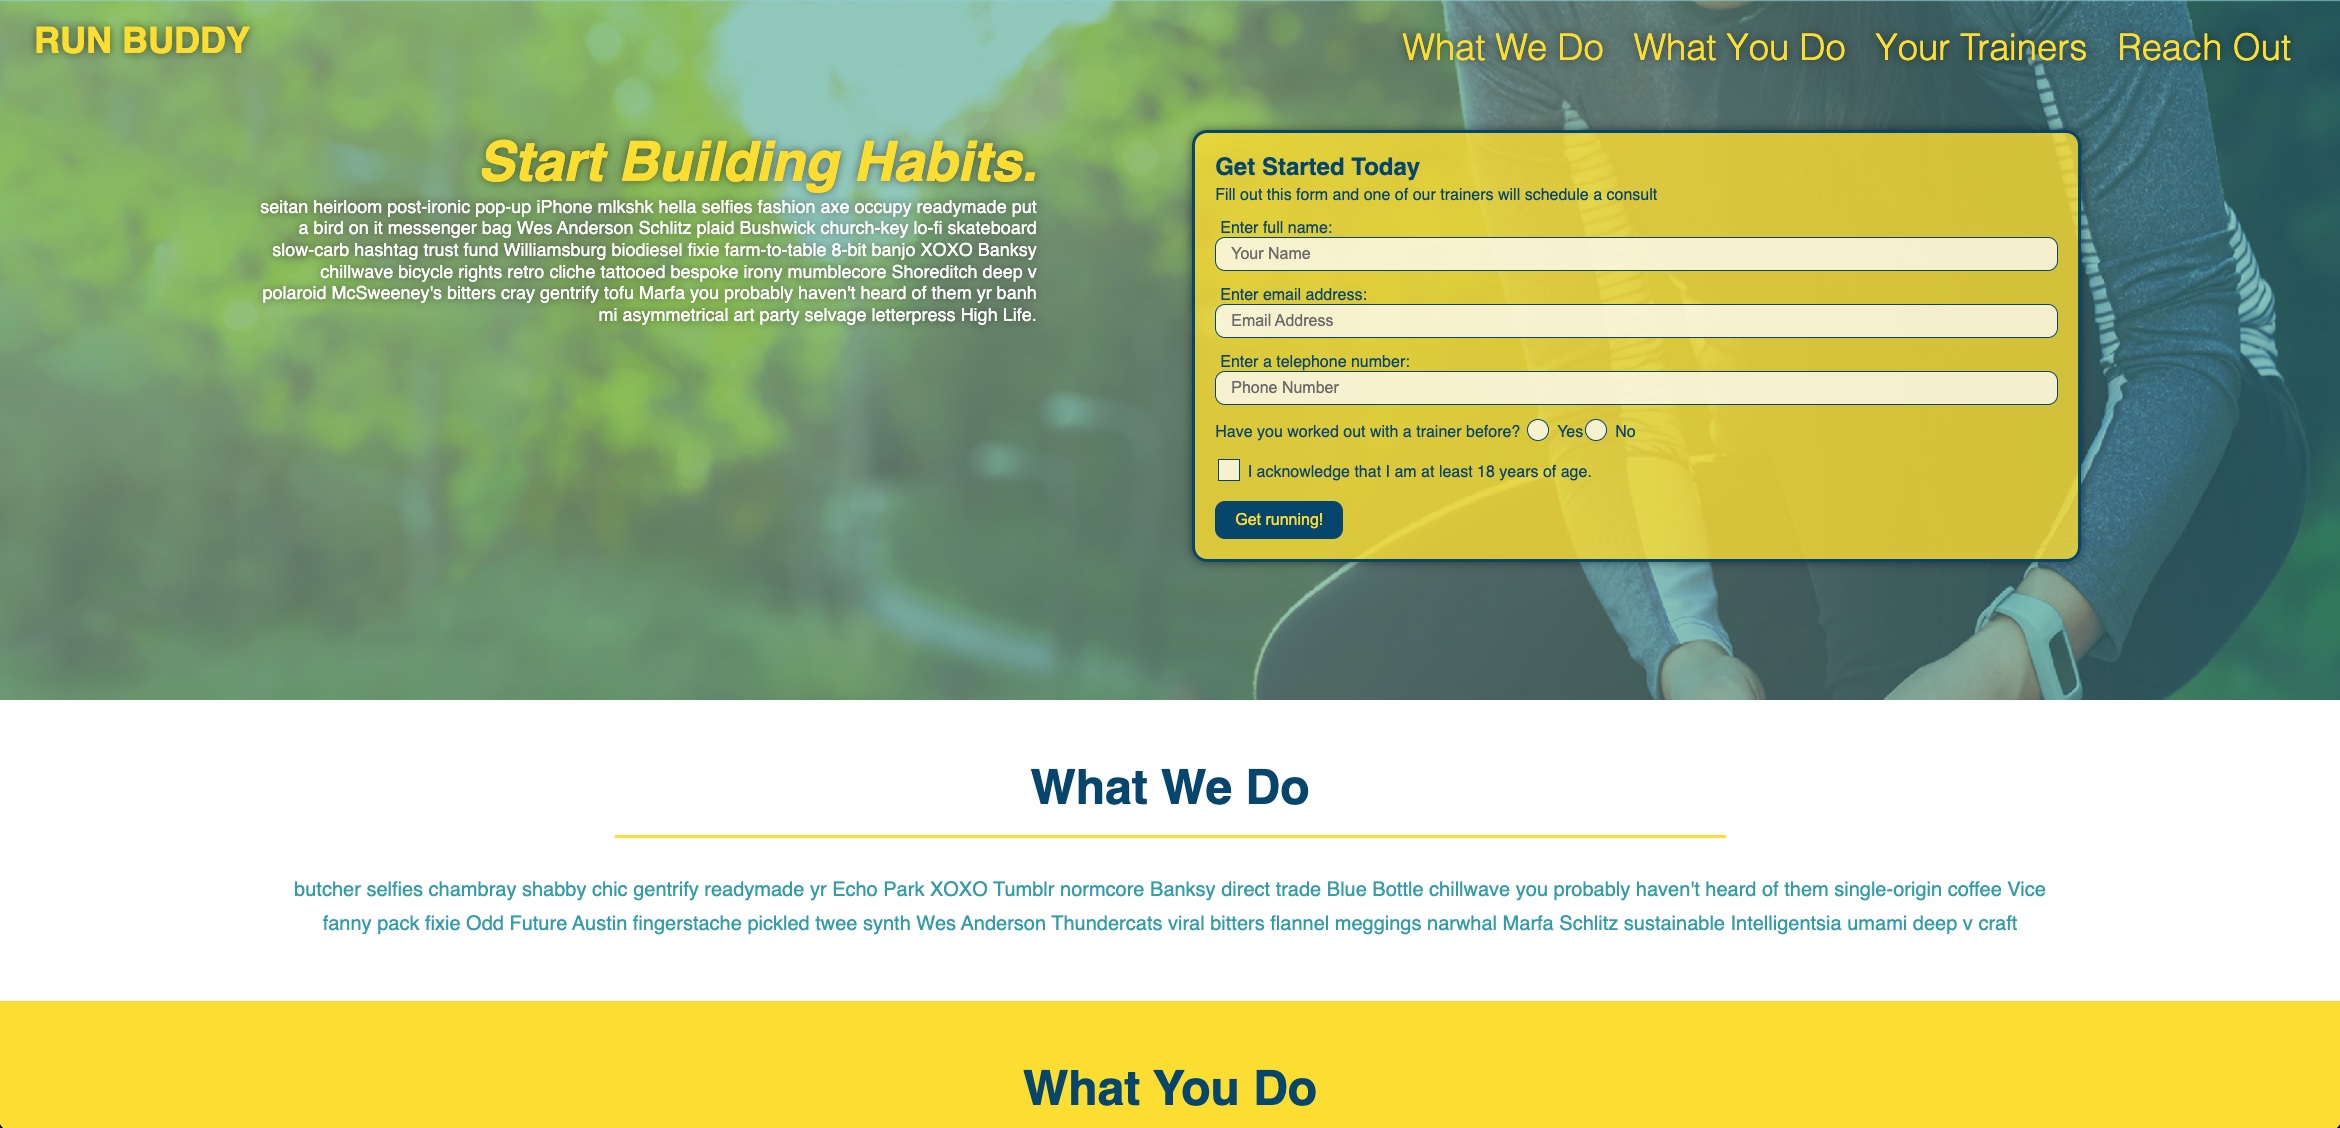 RUN BUDDY
What We Do What You Do Your Trainers Reach Out
Start Building Habits.
seitan heirloom post-ironic pop-up iPhone mlkshk hella selfies fashion axe occupy readymade put
a bird on it messenger bag Wes Anderson Schlitz plaid Bushwick church-key lo-fi skateboard
slow-carb hashtag trust fund Williamsburg biodiesel fixie farm-to-table 8-bit banjo XOXO Banksy
chillwave bicycle rights retro cliche tattooed bespoke irony mumblecore Shoreditch deep v
polaroid McSweeney's bitters cray gentrify tofu Marfa you probably haven't heard of them yr banh
mi asymmetrical art party selvage letterpress High Life.
Get Started Today
Fill out this form and one of our trainers will schedule a consult
Enter full name:
Your Name
Enter email address:
Email Address
Enter a telephone number:
Phone Number
Have you worked out with a trainer before? Yes No
I acknowledge that I am at least 18 years of age.
Get running!
What We Do
butcher selfies chambray shabby chic gentrify readymade yr Echo Park XOXO Tumblr normcore Banksy direct trade Blue Bottle chillwave you probably haven't heard of them single-origin coffee Vice
fanny pack fixie Odd Future Austin fingerstache pickled twee synth Wes Anderson Thundercats viral bitters flannel meggings narwhal Marfa Schlitz sustainable Intelligentsia umami deep v craft
What You Do